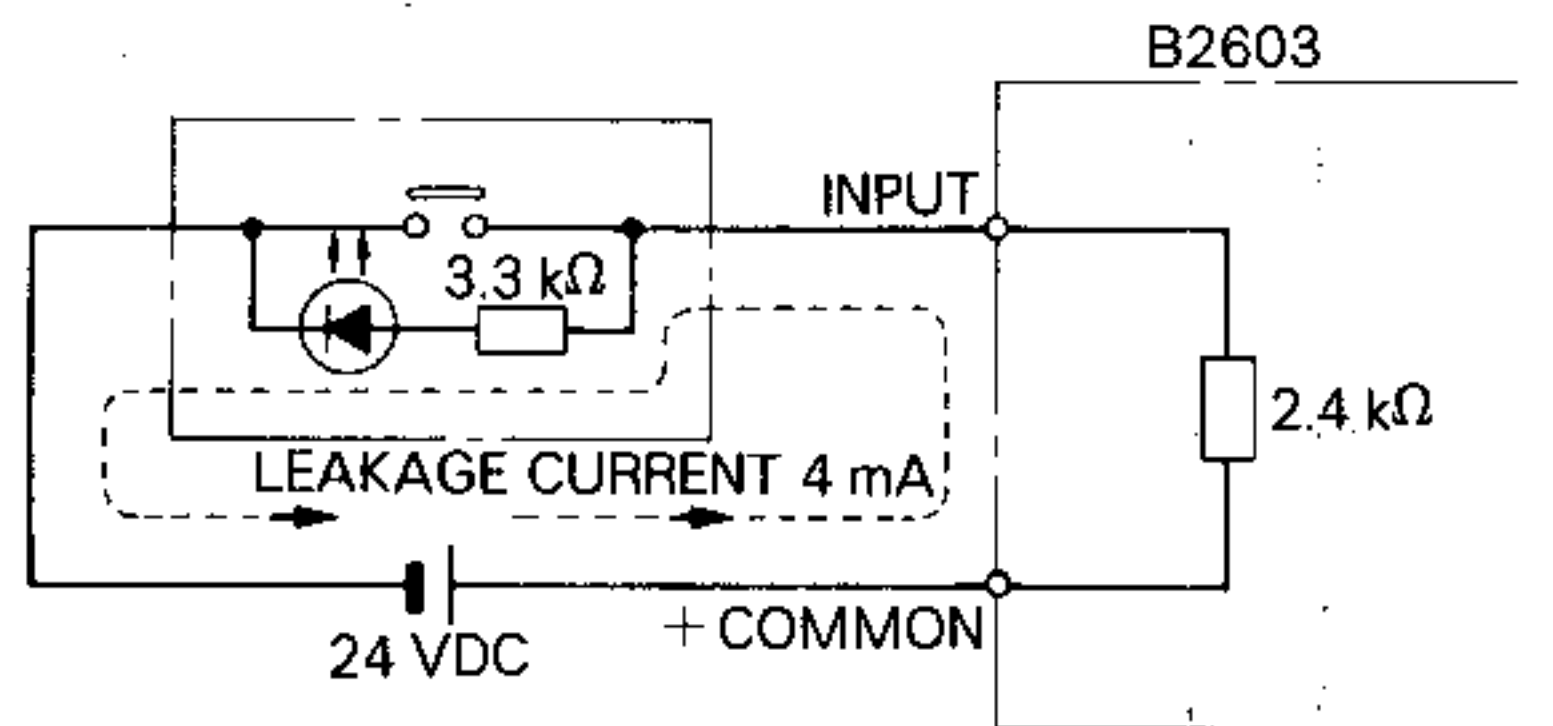 B2603
INPUT
3.3 kΩ
2.4 kΩ
LEAKAGE CURRENT 4 mA
+ COMMON
24 VDC